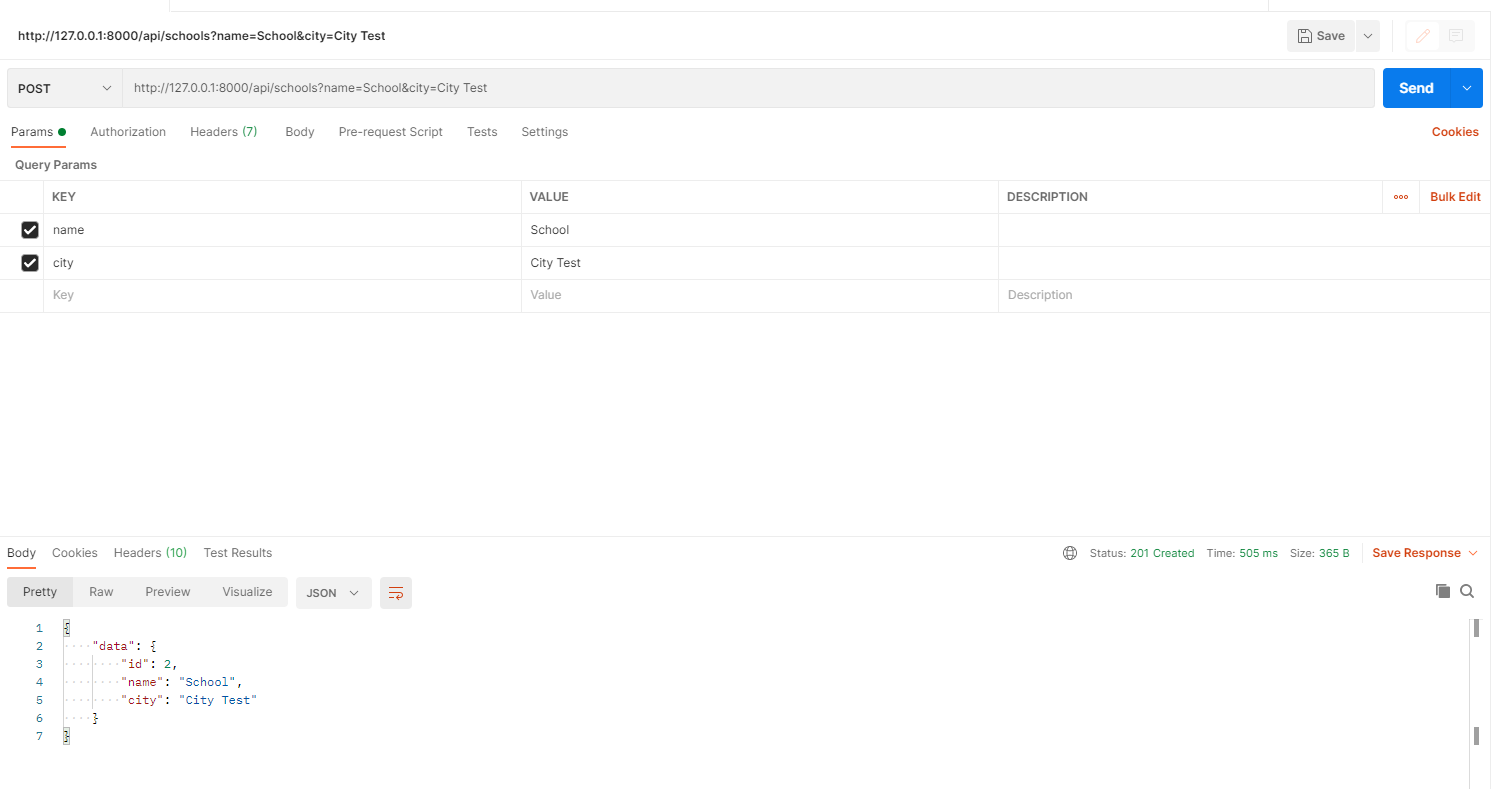 http://127.0.0.1:8000/api/schools?name=School&city=City Test
Save
POST
http://127.0.0.1:8000/api/schools?name=School&city=City Test
Send
Params Authorization Headers (7) Body Pre-request Script Tests Settings Cookies
Query Params
KEY VALUE DESCRIPTION ooo Bulk Edit
name School
city City Test
Key Value Description
Body Cookies Headers (10) Test Results Status: 201 Created Time: 505 ms Size: 365 B Save Response
Pretty Raw Preview Visualize JSON
1 {
2 "data": {
3 "id": 2,
4 "name": "School",
5 "city": "City Test"
6 }
7 }